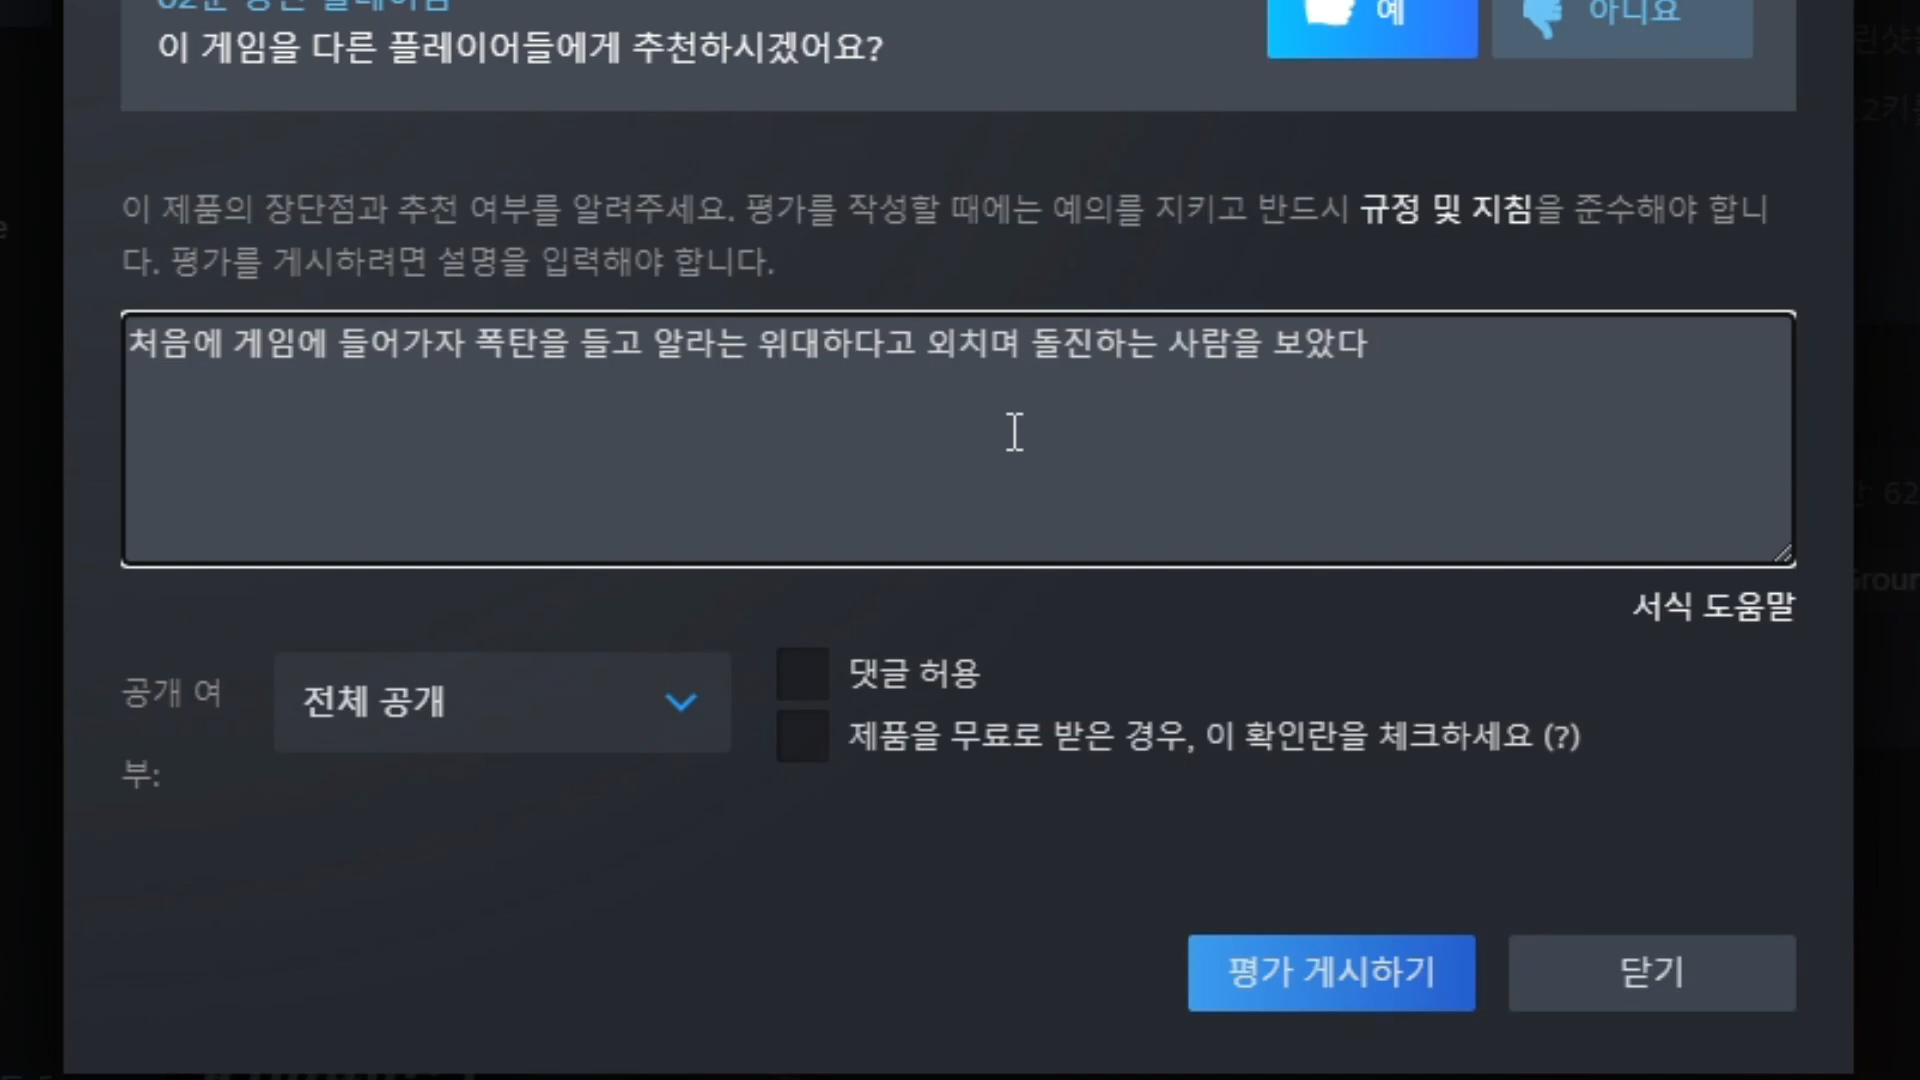 이 게임을 다른 플레이어들에게 추천하시겠어요?
예
아니요
이 제품의 장단점과 추천 여부를 알려주세요. 평가를 작성할 때에는 예의를 지키고 반드시 규정 및 지침을 준수해야 합니
다. 평가를 게시하려면 설명을 입력해야 합니다.
처음에 게임에 들어가자 폭탄을 들고 알라는 위대하다고 외치며 돌진하는 사람을 보았다
서식 도움말
공개 여
부:
전체 공개
댓글 허용
제품을 무료로 받은 경우, 이 확인란을 체크하세요 (?)
평가 게시하기
닫기